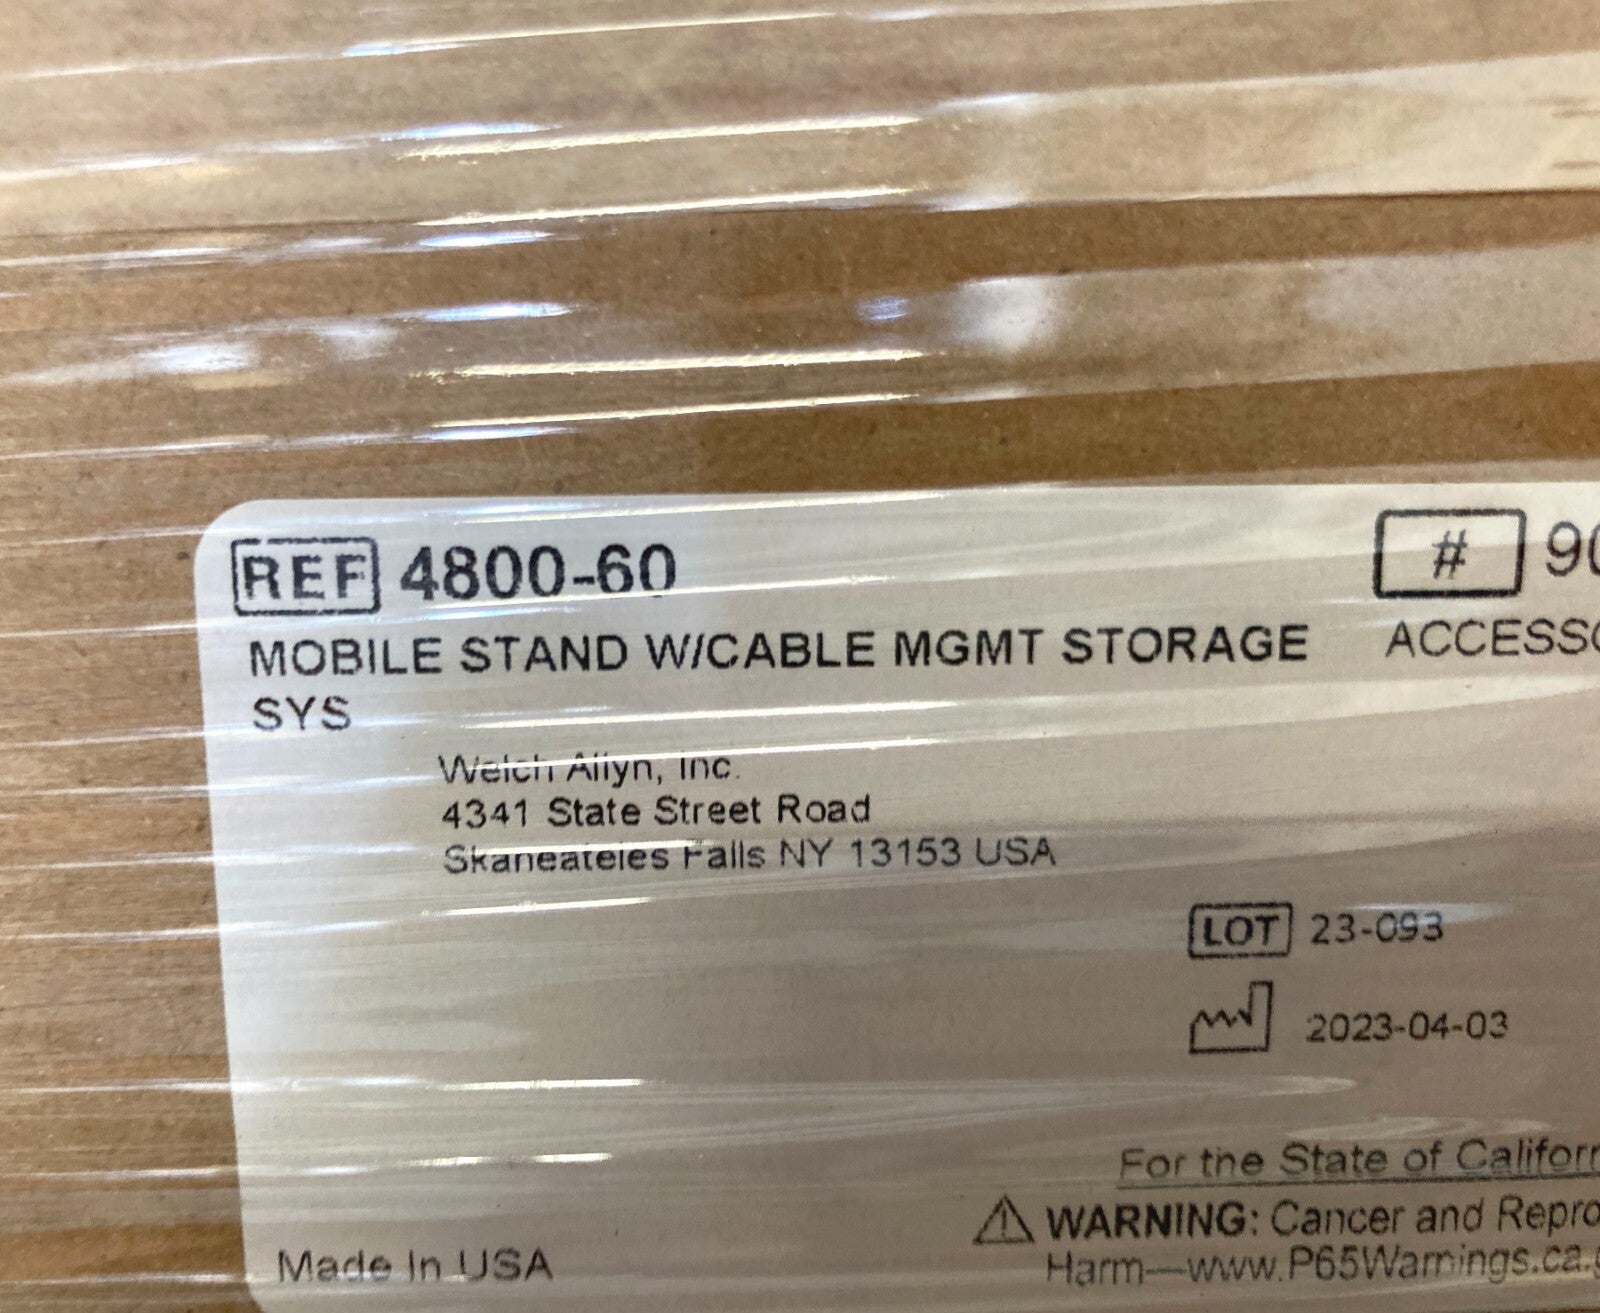 REF 4800-60
MOBILE STAND W/CABLE MGMT STORAGE
SYS
# 90
ACCESSO
Welch Allyn, Inc.
4341 State Street Road
Skaneateles Falls NY 13153 USA
LOT 23-093
2023-04-03
For the State of Californ
WARNING: Cancer and Repro
Harm—www.P65Warnings.ca.g
Made In USA